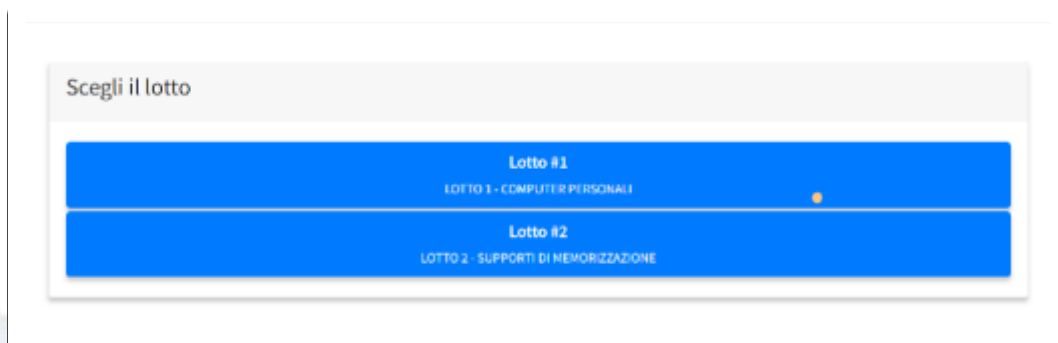 Scegli il lotto
Lotto #1
LOTTO 1 - COMPUTER PERSONALI
Lotto #2
LOTTO 2 - SUPPORTI DI MEMORIZZAZIONE